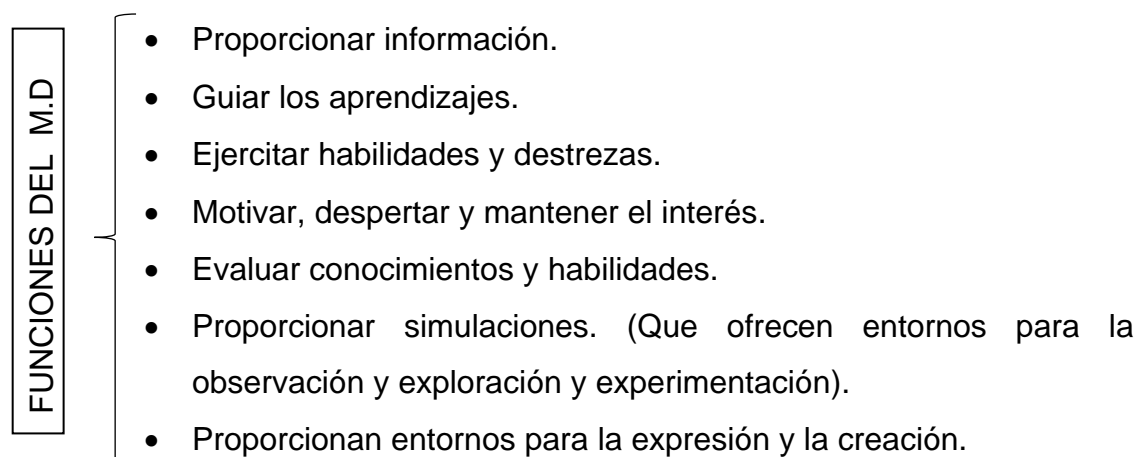 FUNCIONES DEL M.D
• Proporcionar información.
• Guiar los aprendizajes.
• Ejercitar habilidades y destrezas.
• Motivar, despertar y mantener el interés.
• Evaluar conocimientos y habilidades.
• Proporcionar simulaciones. (Que ofrecen entornos para la
observación y exploración y experimentación).
• Proporcionan entornos para la expresión y la creación.